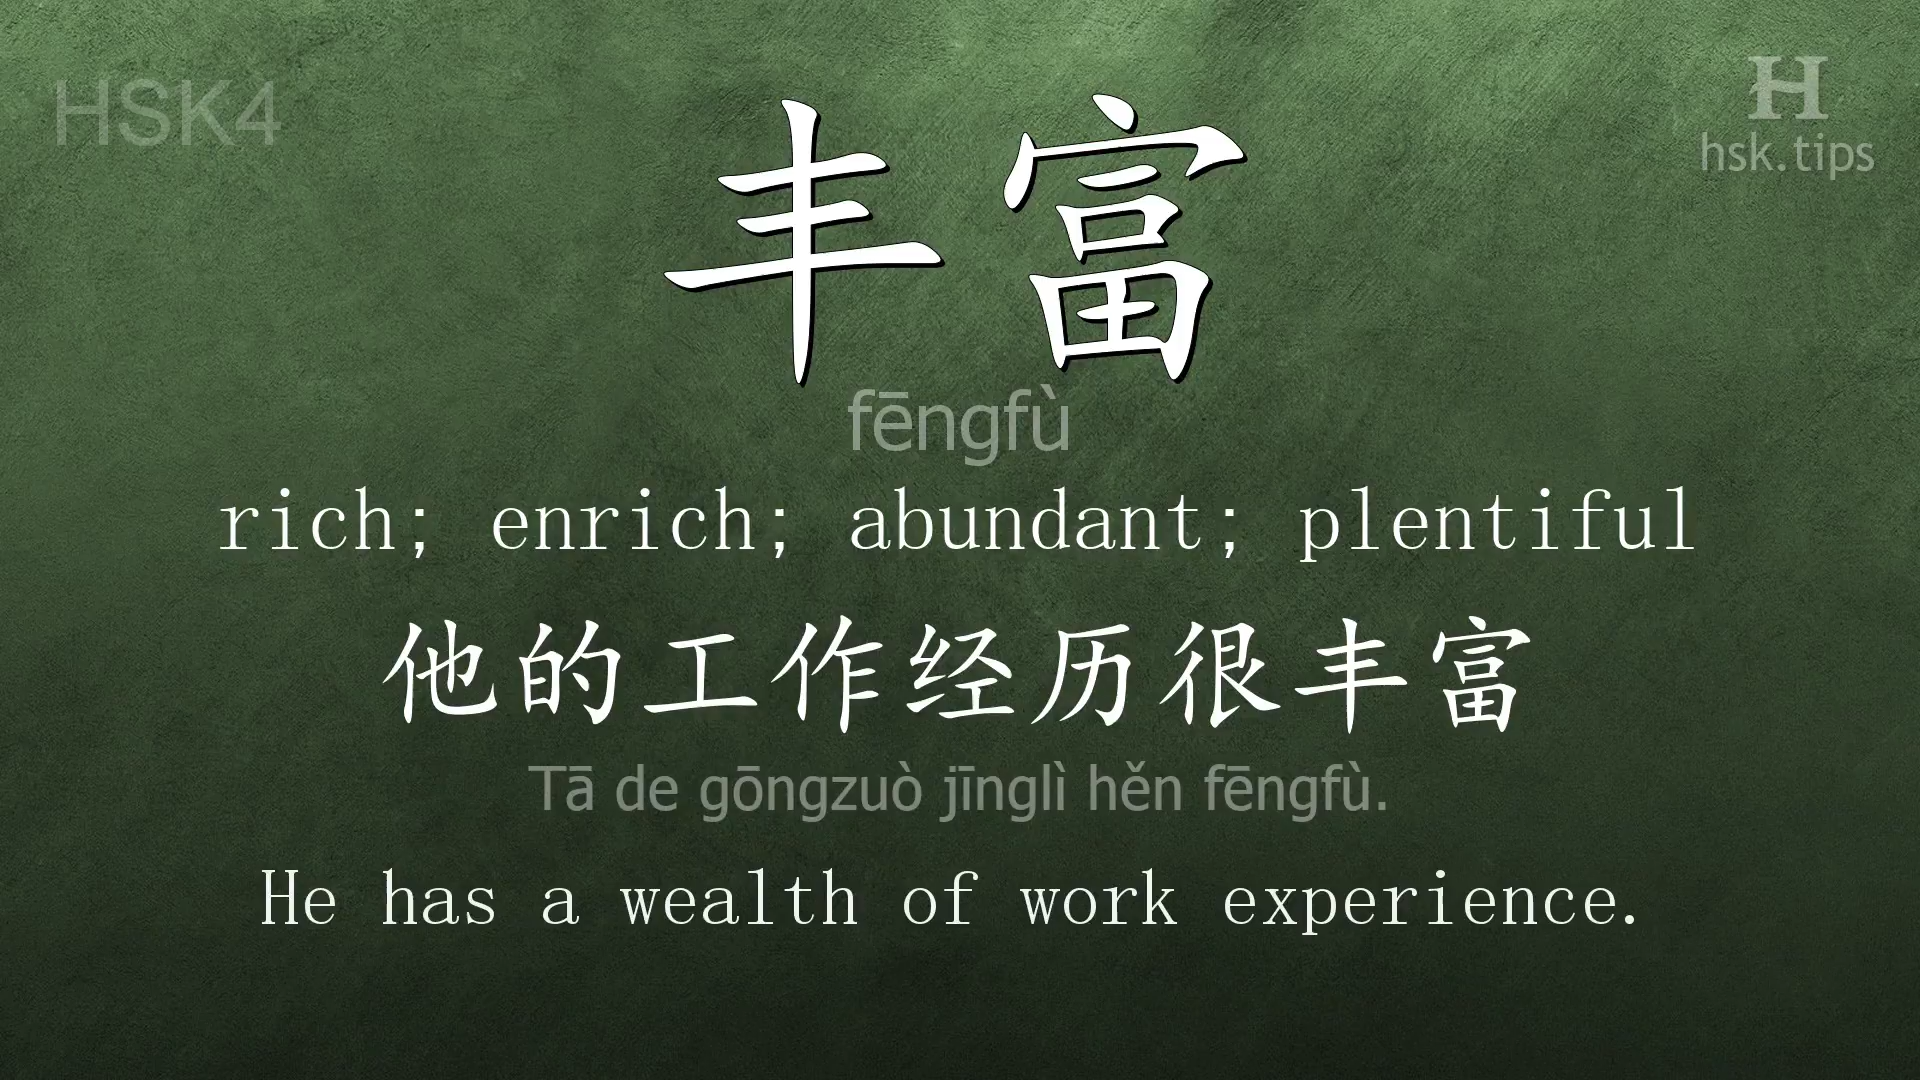 HSK4
H
hsk.tips
丰富
fēngfù
rich; enrich; abundant; plentiful
他的工作经历很丰富
Tā de gōngzuò jīnglì hěn fēngfù.
He has a wealth of work experience.